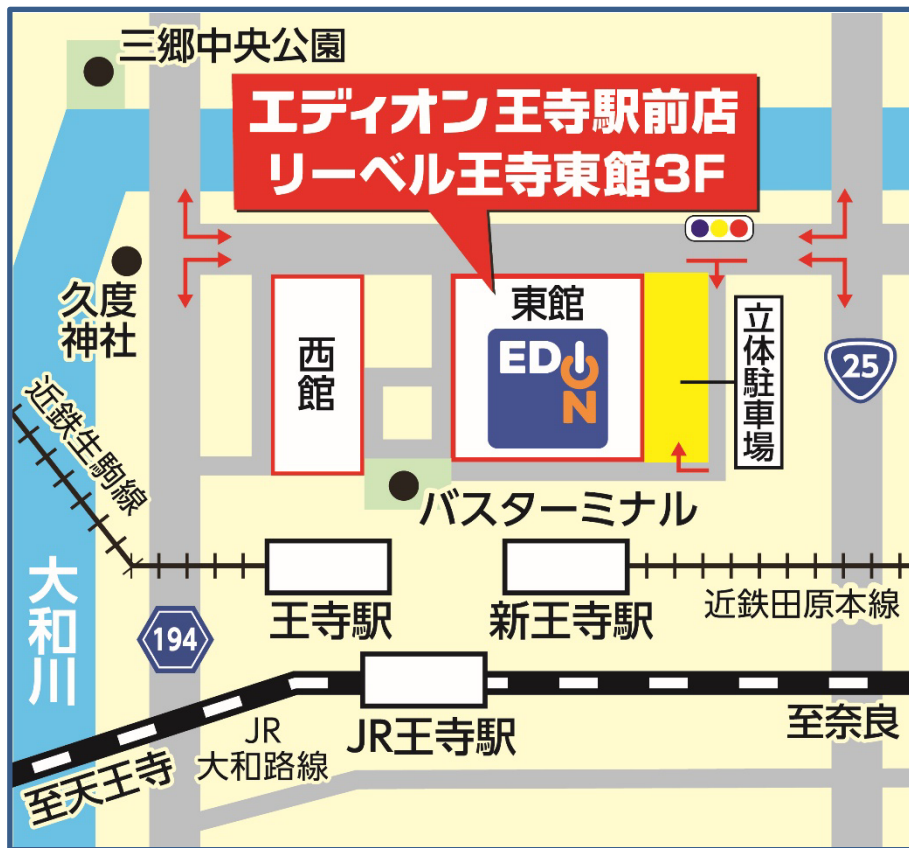 三郷中央公園
エディオン王寺駅前店
リーベル王寺東館3F
久度
神社
西館
東館
EDION
立体駐車場
25
近鉄生駒線
バスターミナル
大和川
194
王寺駅
新王寺駅
近鉄田原本線
JR王寺駅
至奈良
JR
大和路線
至天王寺